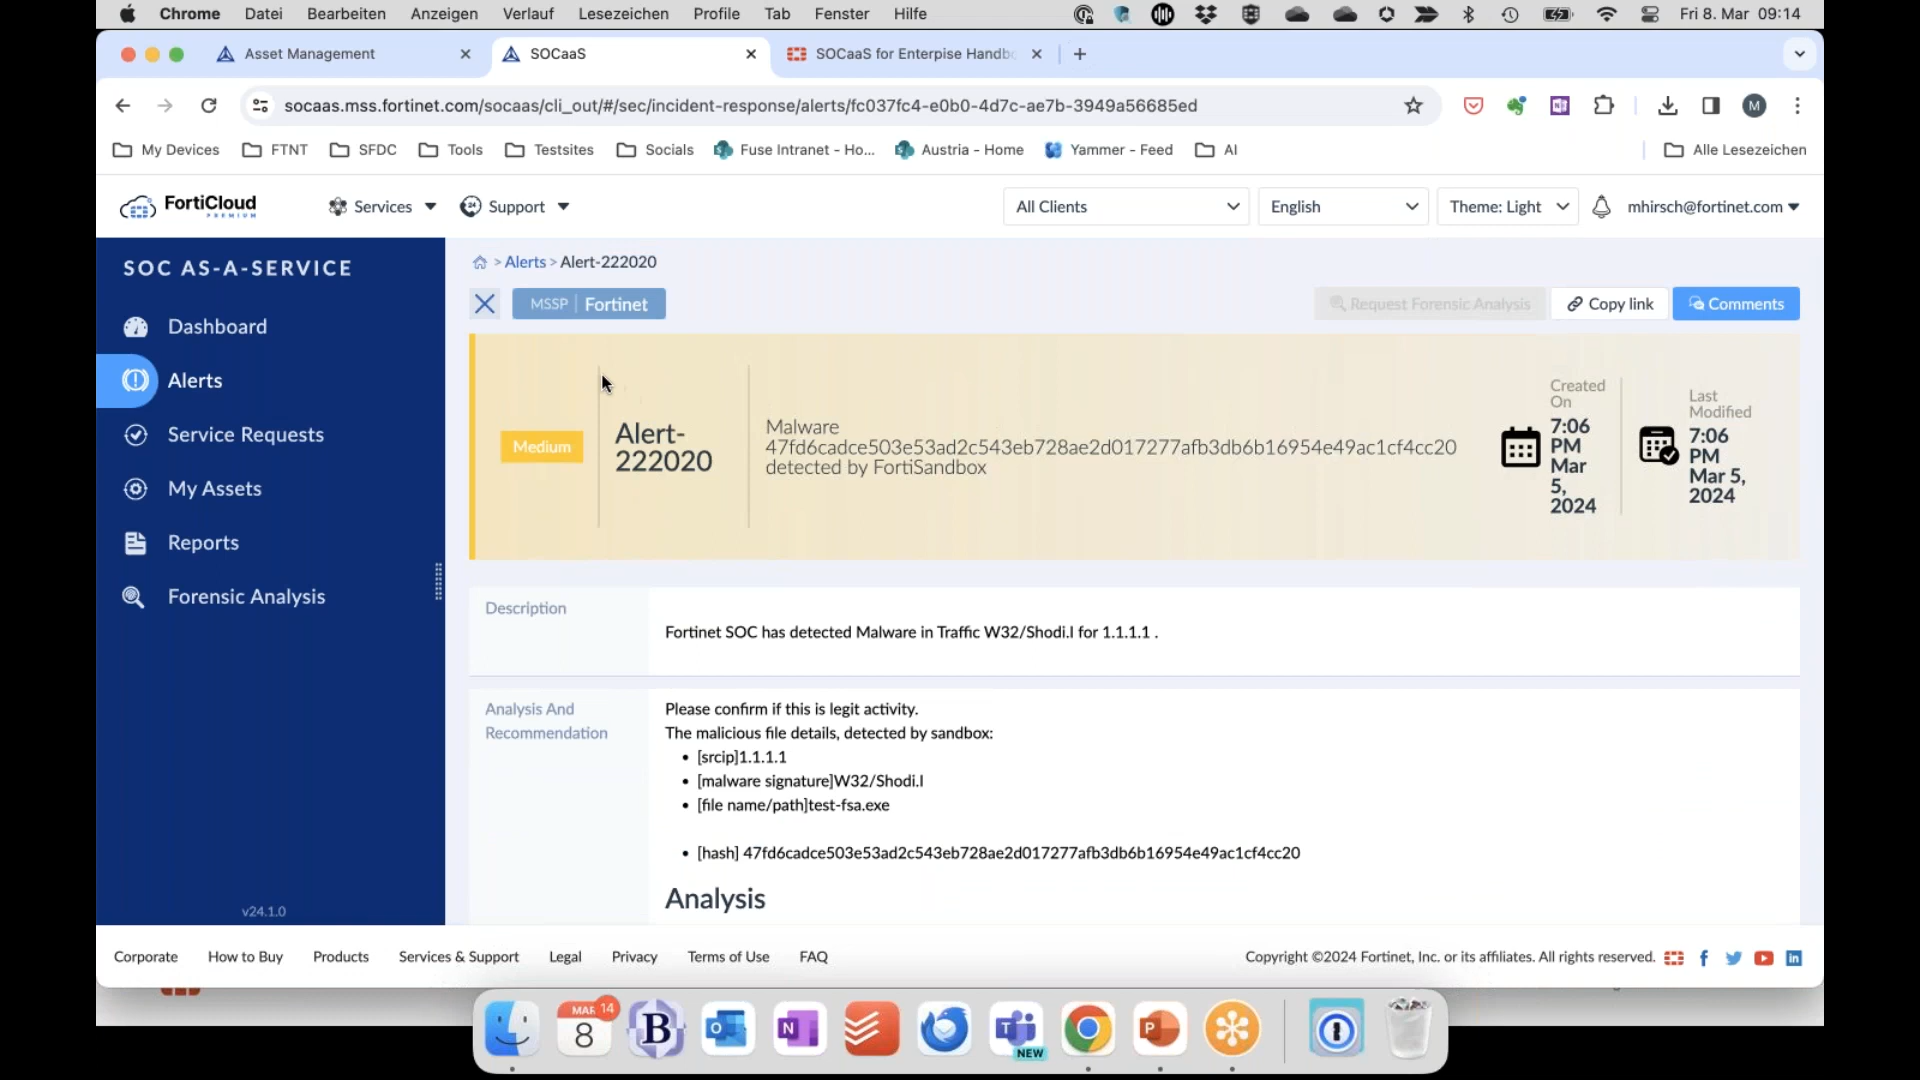 Chrome Datei Bearbeiten Anzeigen Verlauf Lesezeichen Profile Tab Fenster Hilfe Fri 8. Mar 09:14
Asset Management
SOCaaS
SOCaaS for Enterpise Handb
socaas.mss.fortinet.com/socaas/cli_out/#/sec/incident-response/alerts/fc037fc4-e0b0-4d7c-ae7b-3949a56685ed
M
My Devices FTNT SFDC Tools Testsites Socials Fuse Intranet - Ho... Austria - Home Yammer - Feed AI Alle Lesezeichen
FortiCloud
PREMIUM
Services
Support
All Clients
English
Theme: Light
mhirsch@fortinet.com
SOC AS-A-SERVICE
Dashboard
Alerts
Service Requests
My Assets
Reports
Forensic Analysis
v24.1.0
> Alerts > Alert-222020
MSSP | Fortinet
Request Forensic Analysis
Copy link
Comments
Medium
Alert-
222020
Malware
47fd6cadce503e53ad2c543eb728ae2d017277afb3db6b16954e49ac1cf4cc20
detected by FortiSandbox
Created
On
7:06
PM
Mar
5,
2024
Last
Modified
7:06
PM
Mar 5,
2024
Description
Fortinet SOC has detected Malware in Traffic W32/Shodi.I for 1.1.1.1 .
Analysis And
Recommendation
Please confirm if this is legit activity.
The malicious file details, detected by sandbox:
• [srcip]1.1.1.1
• [malware signature]W32/Shodi.I
• [file name/path]test-fsa.exe
• [hash] 47fd6cadce503e53ad2c543eb728ae2d017277afb3db6b16954e49ac1cf4cc20
Analysis
Corporate How to Buy Products Services & Support Legal Privacy Terms of Use FAQ
Copyright ©2024 Fortinet, Inc. or its affiliates. All rights reserved.
MAR 14
8
B
O
N
T
NEW
P